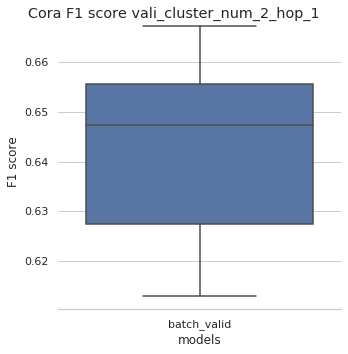 Cora F1 score vali_cluster_num_2_hop_1
0.66
0.65
0.64
0.63
0.62
F1 score
batch_valid
models